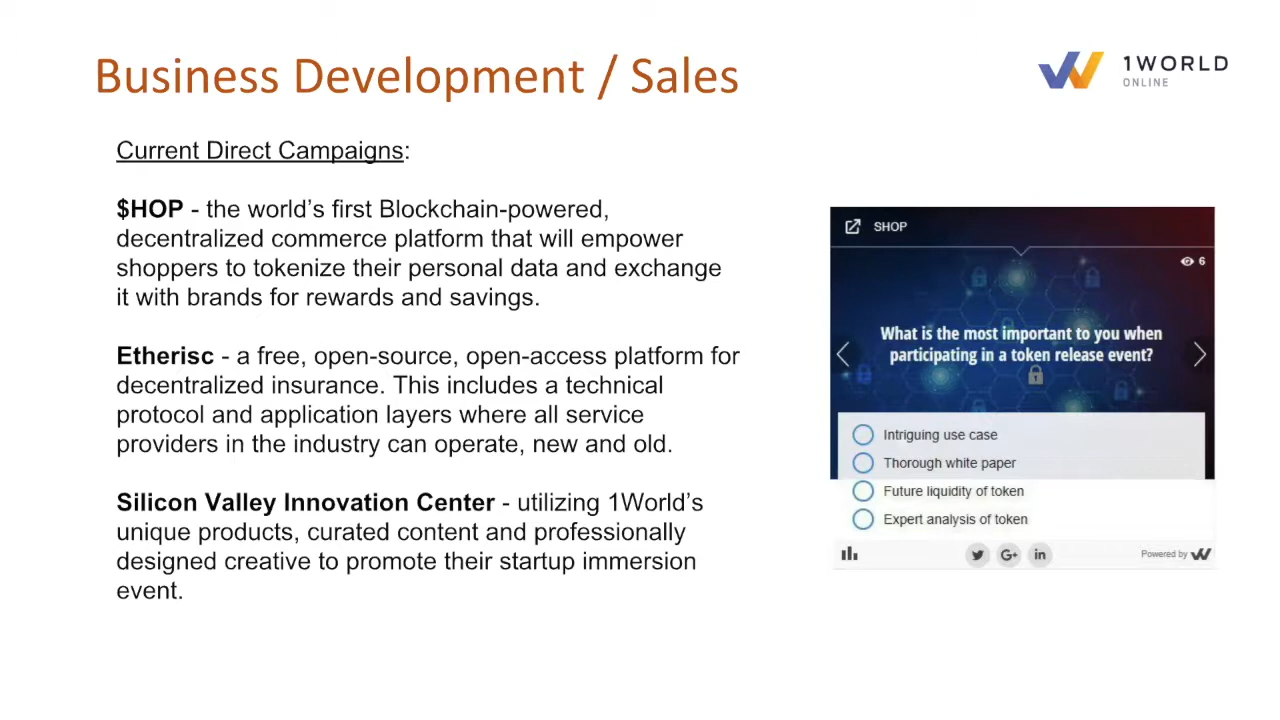 Business Development / Sales
1WORLD
ONLINE
Current Direct Campaigns:
$HOP - the world’s first Blockchain-powered,
decentralized commerce platform that will empower
shoppers to tokenize their personal data and exchange
it with brands for rewards and savings.
Etherisc - a free, open-source, open-access platform for
decentralized insurance. This includes a technical
protocol and application layers where all service
providers in the industry can operate, new and old.
Silicon Valley Innovation Center - utilizing 1World’s
unique products, curated content and professionally
designed creative to promote their startup immersion
event.
SHOP
6
What is the most important to you when
participating in a token release event?
Intriguing use case
Thorough white paper
Future liquidity of token
Expert analysis of token
G+
in
Powered by